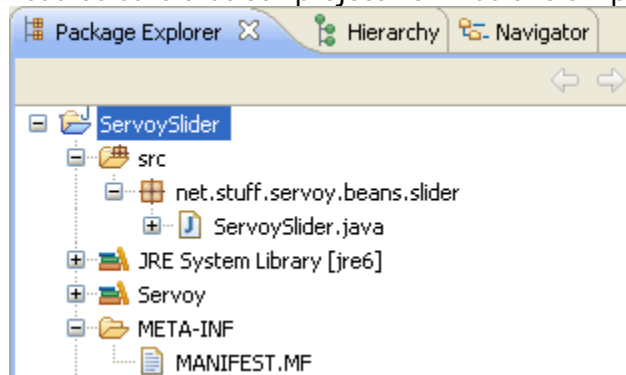 Package Explorer Hierarchy Navigator
ServoySlider
src
net.stuff.servoy.beans.slider
ServoySlider.java
JRE System Library [jre6]
Servoy
META-INF
MANIFEST.MF